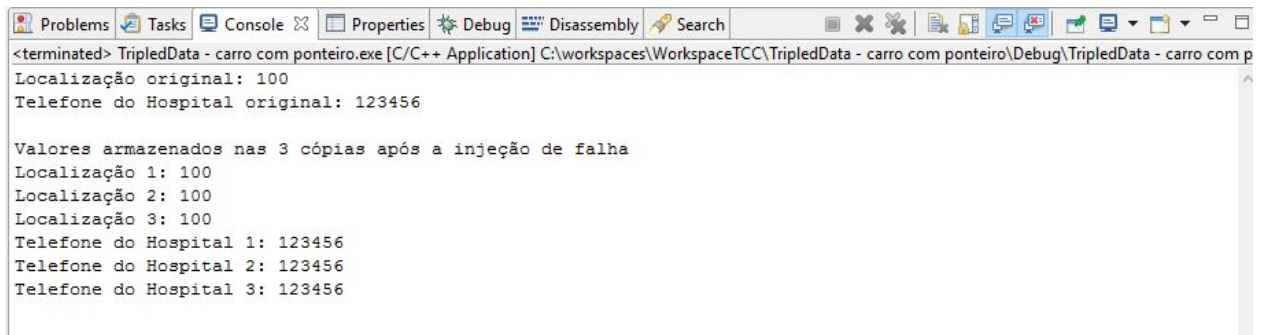 Problems Tasks Console Properties Debug Disassembly Search
<terminated> TripledData - carro com ponteiro.exe [C/C++ Application] C:\workspaces\WorkspaceTCC\TripledData - carro com ponteiro\Debug\TripledData - carro com p
Localização original: 100
Telefone do Hospital original: 123456
Valores armazenados nas 3 cópias após a injeção de falha
Localização 1: 100
Localização 2: 100
Localização 3: 100
Telefone do Hospital 1: 123456
Telefone do Hospital 2: 123456
Telefone do Hospital 3: 123456